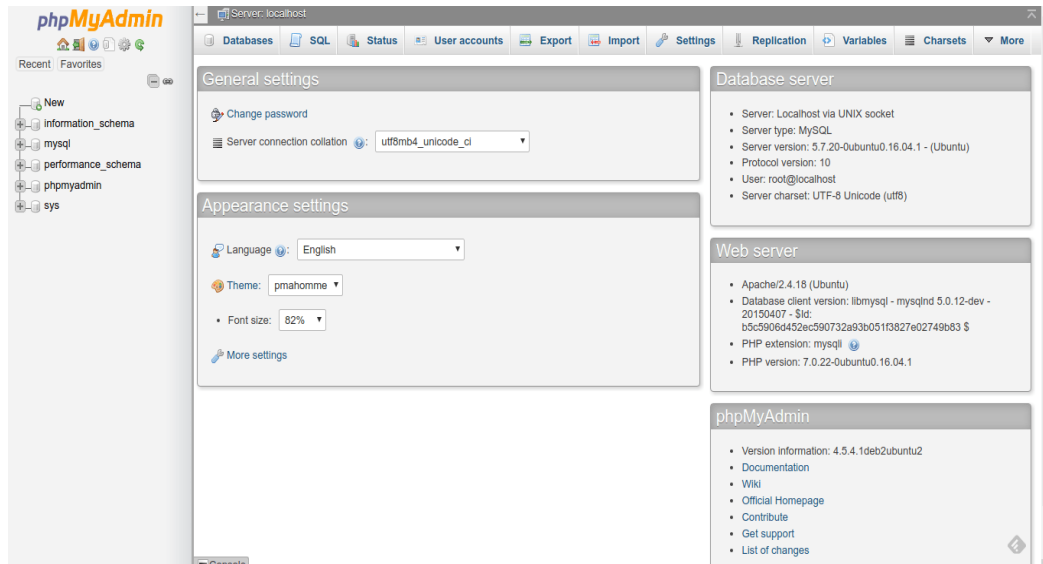 phpMyAdmin
Recent Favorites
New
information_schema
mysql
performance_schema
phpmyadmin
sys
Server: localhost
Databases SQL Status User accounts Export Import Settings Replication Variables Charsets More
General settings
Change password
Server connection collation : utf8mb4_unicode_ci
Appearance settings
Language : English
Theme: pmahomme
Font size: 82%
More settings
Database server
Server: Localhost via UNIX socket
Server type: MySQL
Server version: 5.7.20-0ubuntu0.16.04.1 - (Ubuntu)
Protocol version: 10
User: root@localhost
Server charset: UTF-8 Unicode (utf8)
Web server
Apache/2.4.18 (Ubuntu)
Database client version: libmysql - mysqlnd 5.0.12-dev -
20150407 - $Id:
b5c5906d452ec590732a93b051f3827e02749b83 $
PHP extension: mysqli
PHP version: 7.0.22-0ubuntu0.16.04.1
phpMyAdmin
Version information: 4.5.4.1deb2ubuntu2
Documentation
Wiki
Official Homepage
Contribute
Get support
List of changes
Console